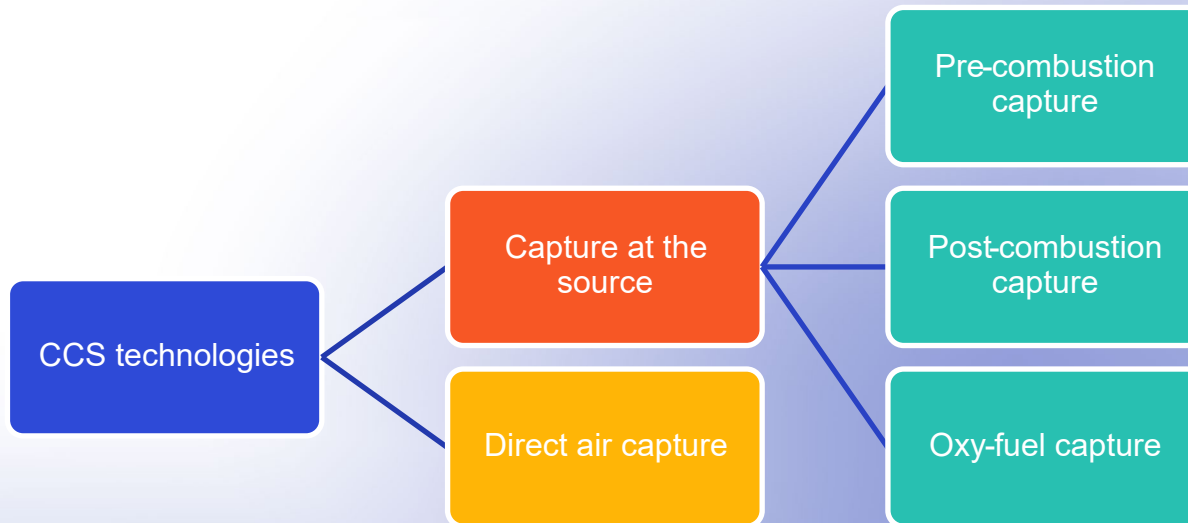 CCS technologies
Capture at the
source
Direct air capture
Pre-combustion
capture
Post-combustion
capture
Oxy-fuel capture